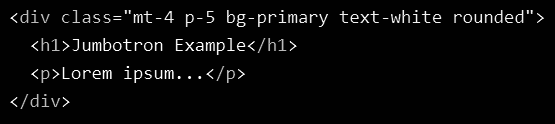 <div class="mt-4 p-5 bg-primary text-white rounded">
  <h1>Jumbotron Example</h1>
  <p>Lorem ipsum...</p>
</div>